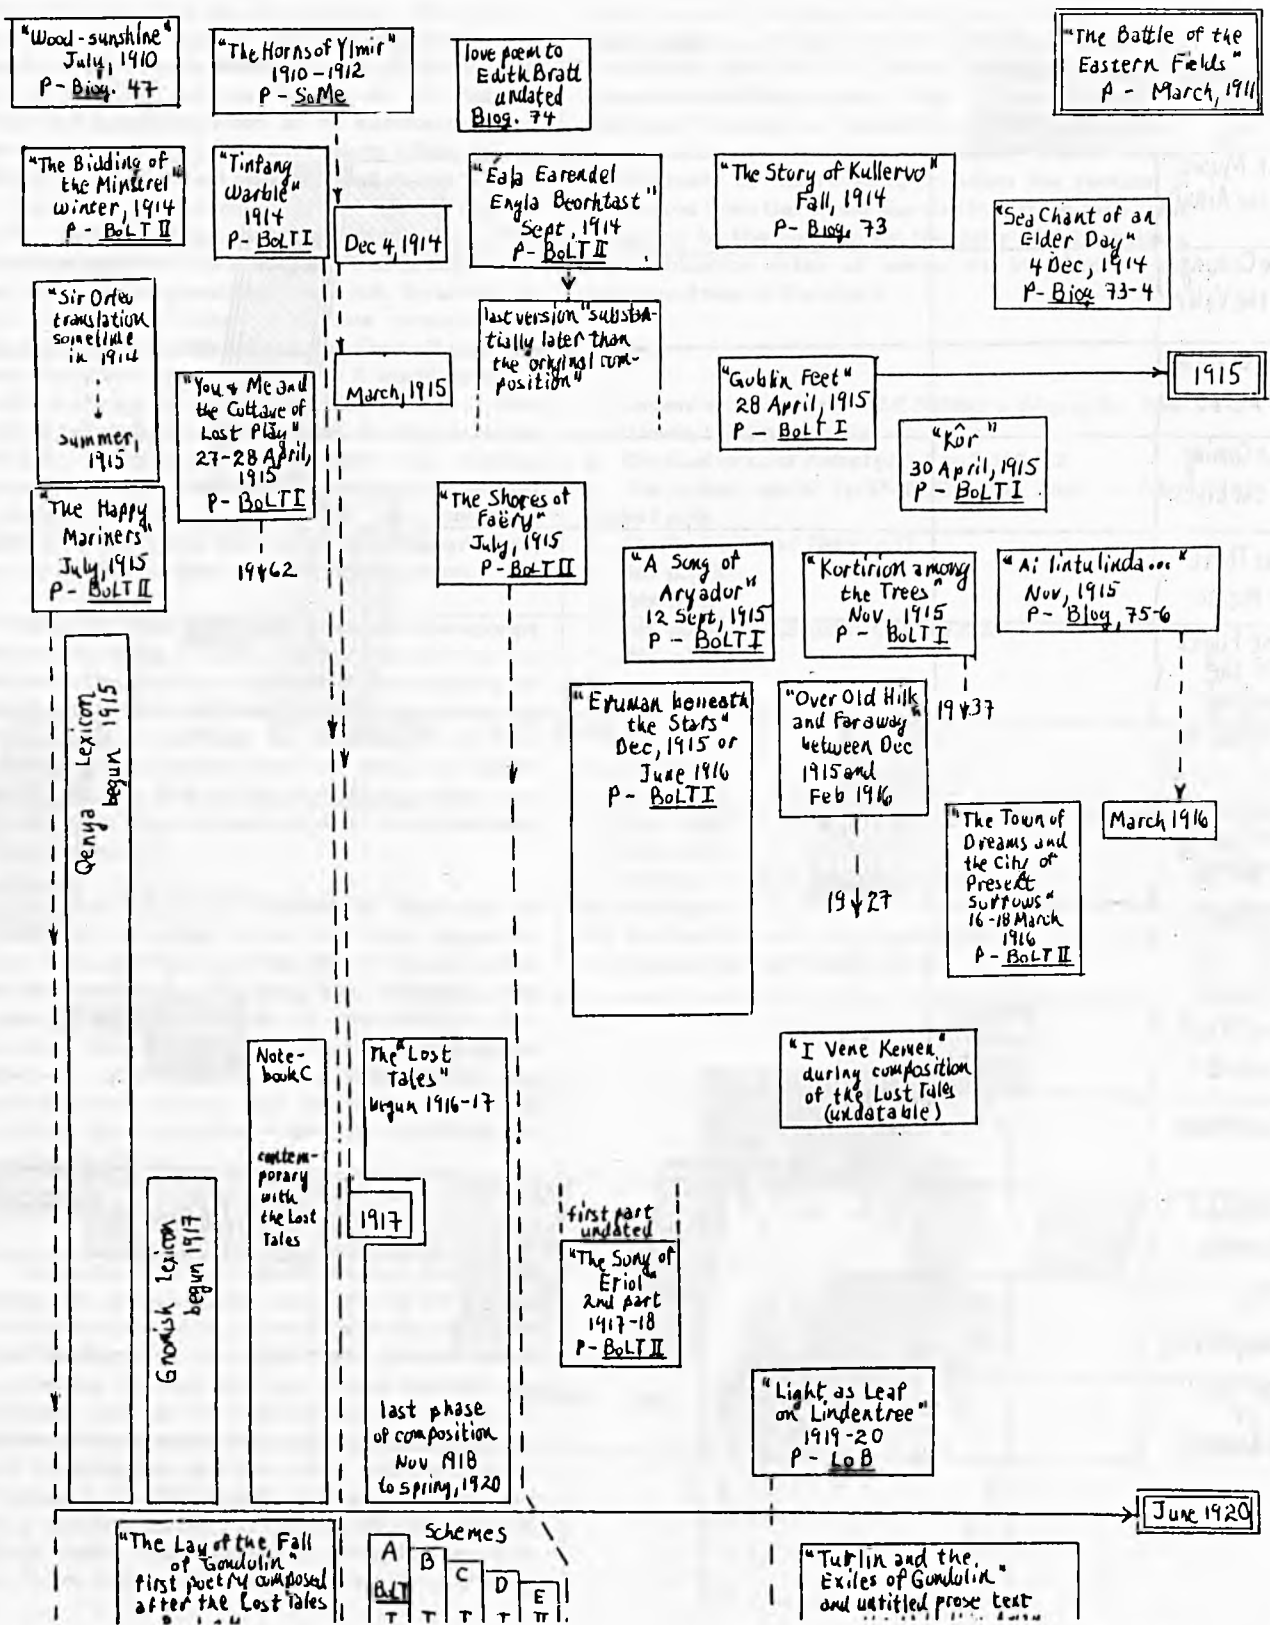 "Wood-sunshine"
July, 1910
P - Biog. 47
"The Horns of Ylmir"
1910-1912
P - SoMe
love poem to
Edith Bratt
undated
Biog. 74
"The Battle of the
Eastern Fields"
P - March, 1911
"The Bidding of
the Minstrel"
winter, 1914
P - BoLT II
"Tinfang
Warble"
1914
P - BoLT I
Dec 4, 1914
"Eala Earendel
Engla Beorhtast"
Sept, 1914
P - BoLT II
"The Story of Kullervo"
Fall, 1914
P - Biog. 73
"Sea Chant of an
Elder Day"
4 Dec, 1914
P - Biog 73-4
"Sir Orfeo
translation
sometime
in 1914
summer,
1915
last version "substan-
tially later than
the original com-
position"
March, 1915
"You & Me and
the Cottage of
Lost Play"
27-28 April,
1915
P - BoLT I
1962
"Goblin Feet"
28 April, 1915
P - BoLT I
1915
"Kôr"
30 April, 1915
P - BoLT I
"The Happy
Mariners"
July, 1915
P - BoLT II
"The Shores of
Faëry"
July, 1915
P - BoLT II
"A Song of
Aryador"
12 Sept, 1915
P - BoLT I
"Kortirion among
the Trees"
Nov, 1915
P - BoLT I
1937
"Ai lintulinda..."
Nov, 1915
P - Biog, 75-6
March 1916
Qenya Lexicon
begun 1915
"Eruman beneath
the Stars"
Dec, 1915 or
June 1916
P - BoLT I
"Over Old Hills
and Faraway"
between Dec
1915 and
Feb 1916
1927
"The Town of
Dreams and
the City of
Present
Sorrows"
16-18 March
1916
P - BoLT II
Note-
book C
contem-
porary
with
the Lost
Tales
The "Lost
Tales"
begun 1916-17
1917
last phase
of composition
Nov 1918
to spring, 1920
"I Vene Kemen"
during composition
of the Lost Tales
(undatable)
Gnomish Lexicon
begun 1917
first part
undated
"The Song of
Eriol"
2nd part
1917-18
P - BoLT II
"Light as Leaf
on Lindentree"
1919-20
P - LoB
June 1920
"The Lay of the Fall
of Gondolin"
first poetry composed
after the Lost Tales
Schemes
A
BoLT
I
B
I
C
I
D
I
E
II
"Turlin and the
Exiles of Gondolin"
and untitled prose text